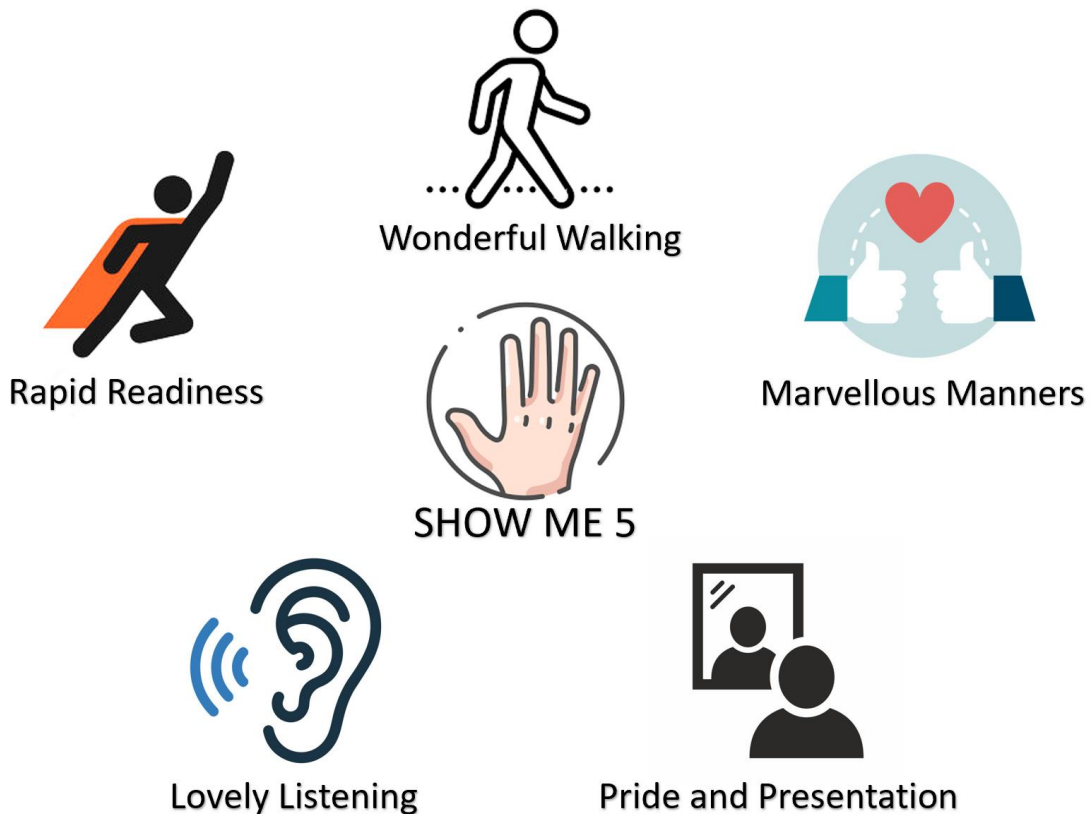 Wonderful Walking
Rapid Readiness
Marvellous Manners
SHOW ME 5
Lovely Listening
Pride and Presentation